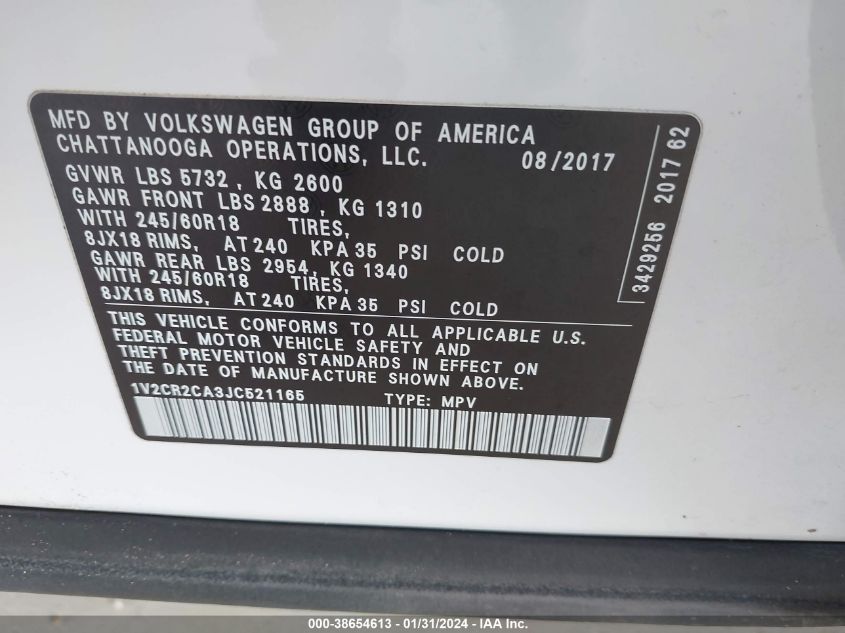 MFD BY VOLKSWAGEN GROUP OF AMERICA
CHATTANOOGA OPERATIONS, LLC. 08/2017
GVWR LBS 5732 , KG 2600
GAWR FRONT LBS 2888 , KG 1310
WITH 245/60R18 TIRES,
8JX18 RIMS, AT 240 KPA 35 PSI COLD
GAWR REAR LBS 2954, KG 1340
WITH 245/60R18 TIRES,
8JX18 RIMS, AT 240 KPA 35 PSI COLD
THIS VEHICLE CONFORMS TO ALL APPLICABLE U.S.
FEDERAL MOTOR VEHICLE SAFETY AND
THEFT PREVENTION STANDARDS IN EFFECT ON
THE DATE OF MANUFACTURE SHOWN ABOVE.
1V2CR2CA3JC521165 TYPE: MPV
3429256 2017 62
000-38654613 - 01/31/2024 - IAA Inc.